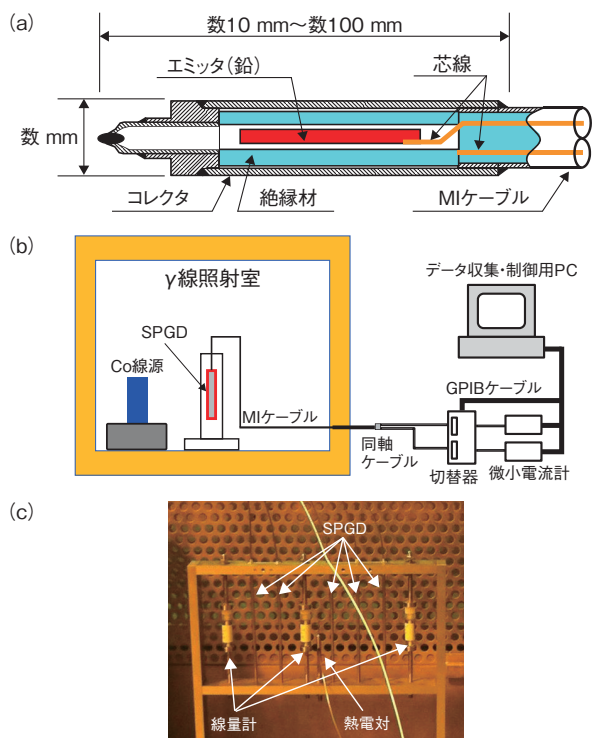 (a)
数10 mm～数100 mm
エミッタ（鉛）
芯線
数 mm
コレクタ
絶縁材
MIケーブル
(b)
γ線照射室
データ収集・制御用PC
SPGD
Co線源
GPIBケーブル
MIケーブル
同軸
ケーブル
切替器
微小電流計
(c)
SPGD
線量計
熱電対